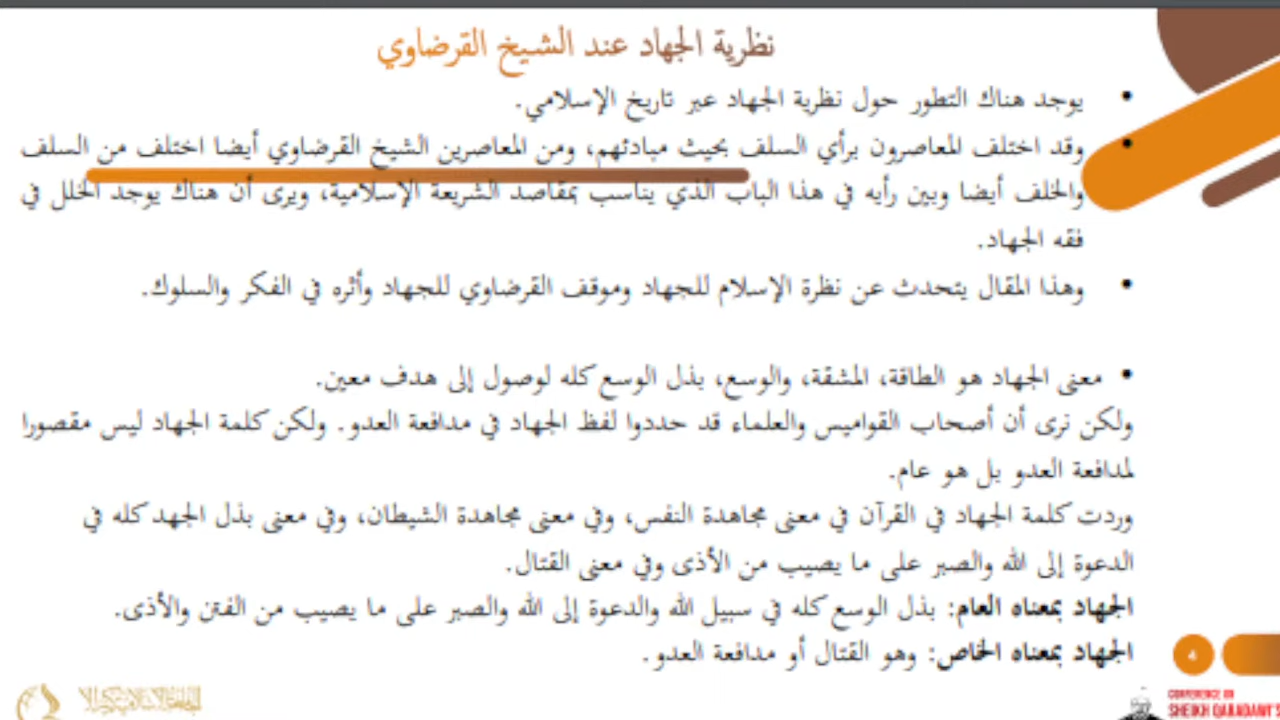 نظرية الجهاد عند الشيخ القرضاوي
• يوجد هناك التطور حول نظرية الجهاد عبر تاريخ الإسلامي.
• وقد اختلف المعاصرون برأي السلف بحيث مبادئهم، ومن المعاصرين الشيخ القرضاوي أيضا اختلف من السلف
والخلف أيضا وبين رأيه في هذا الباب الذي يناسب بمقاصد الشريعة الإسلامية، ويرى أن هناك يوجد الخلل في
فقه الجهاد.
• وهذا المقال يتحدث عن نظرة الإسلام للجهاد وموقف القرضاوي للجهاد وأثره في الفكر والسلوك.
• معنى الجهاد هو الطاقة، المشقة، والوسع، بذل الوسع كله لوصول إلى هدف معين.
ولكن نرى أن أصحاب القواميس والعلماء قد حددوا لفظ الجهاد في مدافعة العدو. ولكن كلمة الجهاد ليس مقصورا
لمدافعة العدو بل هو عام.
وردت كلمة الجهاد في القرآن في معنى مجاهدة النفس، وفي معنى مجاهدة الشيطان، وفي معنى بذل الجهد كله في
الدعوة إلى الله والصبر على ما يصيب من الأذى وفي معنى القتال.
الجهاد بمعناه العام: بذل الوسع كله في سبيل الله والدعوة إلى الله والصبر على ما يصيب من الفتن والأذى.
الجهاد بمعناه الخاص: وهو القتال أو مدافعة العدو.
4
CONFERENCE ON
SHEIKH QARADAWI'S